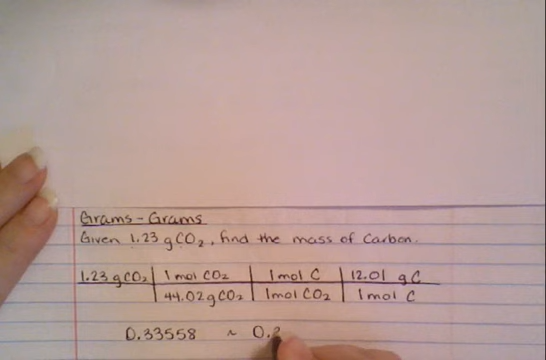 Grams-Grams
Given 1.23 g CO₂, find the mass of Carbon.
1.23 g CO₂ | 1 mol CO₂ | 1 mol C | 12.01 g C
44.02 g CO₂ | 1 mol CO₂ | 1 mol C
0.33558 ~ 0.